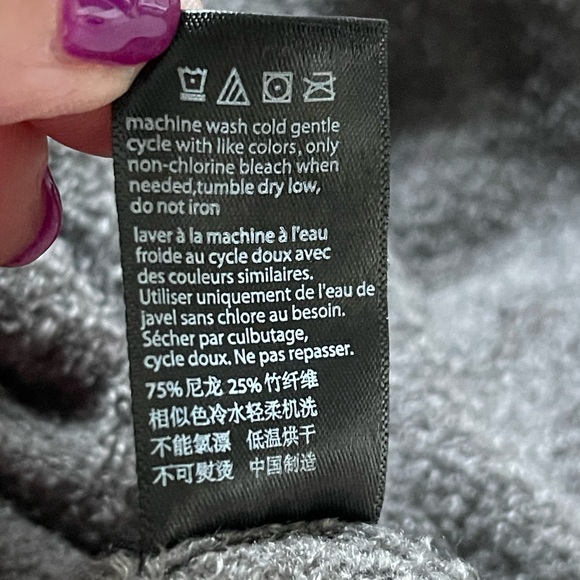 machine wash cold gentle
cycle with like colors, only
non-chlorine bleach when
needed,tumble dry low,
do not iron
laver à la machine à l'eau
froide au cycle doux avec
des couleurs similaires.
Utiliser uniquement de l'eau de
javel sans chlore au besoin.
Sécher par culbutage,
cycle doux. Ne pas repasser.
75%尼龙 25%竹纤维
相似色冷水轻柔机洗
不能氯漂 低温烘干
不可熨烫 中国制造